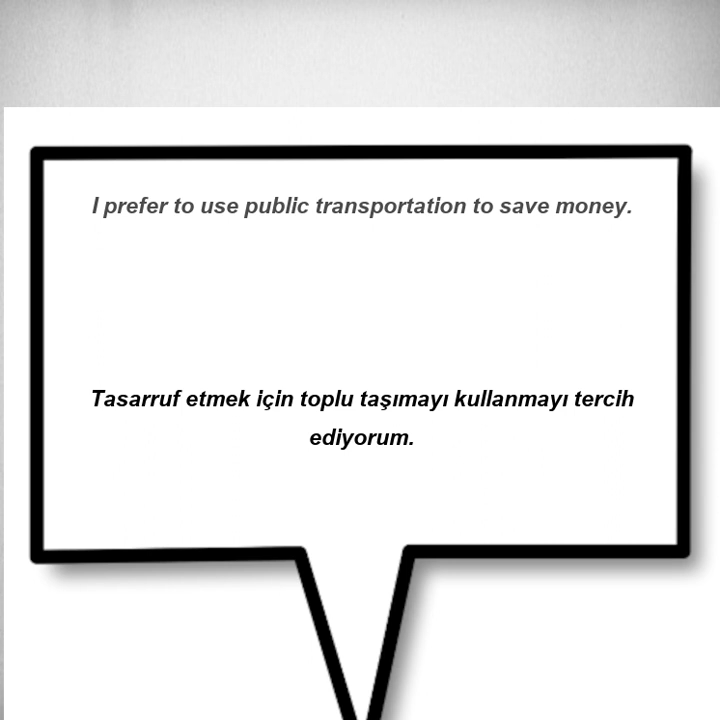 I prefer to use public transportation to save money.
Tasarruf etmek için toplu taşımayı kullanmayı tercih
ediyorum.